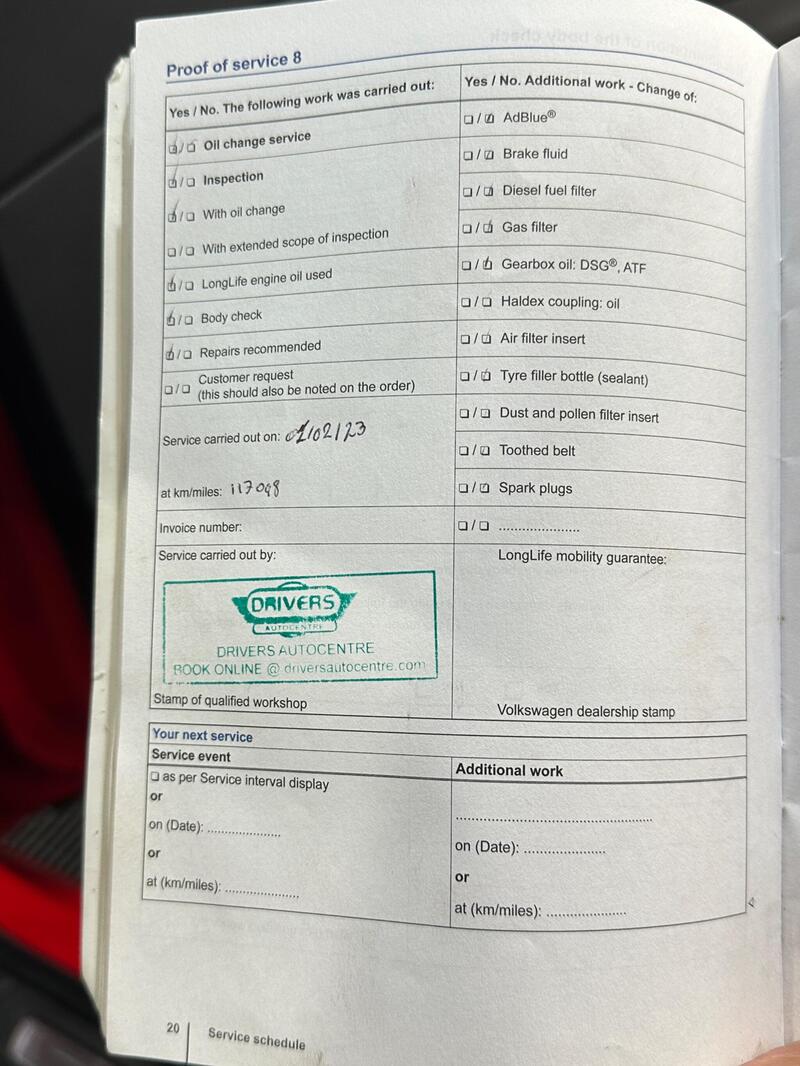 Proof of service 8
Yes / No. The following work was carried out:
☑/☐ Oil change service
☑/☐ Inspection
☑/☐ With oil change
☐/☐ With extended scope of inspection
☑/☐ LongLife engine oil used
☑/☐ Body check
☑/☐ Repairs recommended
☐/☐ Customer request
(this should also be noted on the order)
Service carried out on: 01/02/23
at km/miles: 117098
Invoice number:
Yes / No. Additional work - Change of:
☐/☑ AdBlue®
☐/☑ Brake fluid
☐/☑ Diesel fuel filter
☐/☑ Gas filter
☐/☑ Gearbox oil: DSG®, ATF
☐/☐ Haldex coupling: oil
☐/☑ Air filter insert
☐/☑ Tyre filler bottle (sealant)
☐/☐ Dust and pollen filter insert
☐/☐ Toothed belt
☐/☑ Spark plugs
☐/☐ .....................
Service carried out by:
DRIVERS
AUTOCENTRE
DRIVERS AUTOCENTRE
BOOK ONLINE @ driversautocentre.com
Stamp of qualified workshop
LongLife mobility guarantee:
Volkswagen dealership stamp
Your next service
Service event
☐ as per Service interval display
or
on (Date): ...................
or
at (km/miles): ...................
Additional work
..................................................
on (Date): .....................
or
at (km/miles): .....................
20
Service schedule